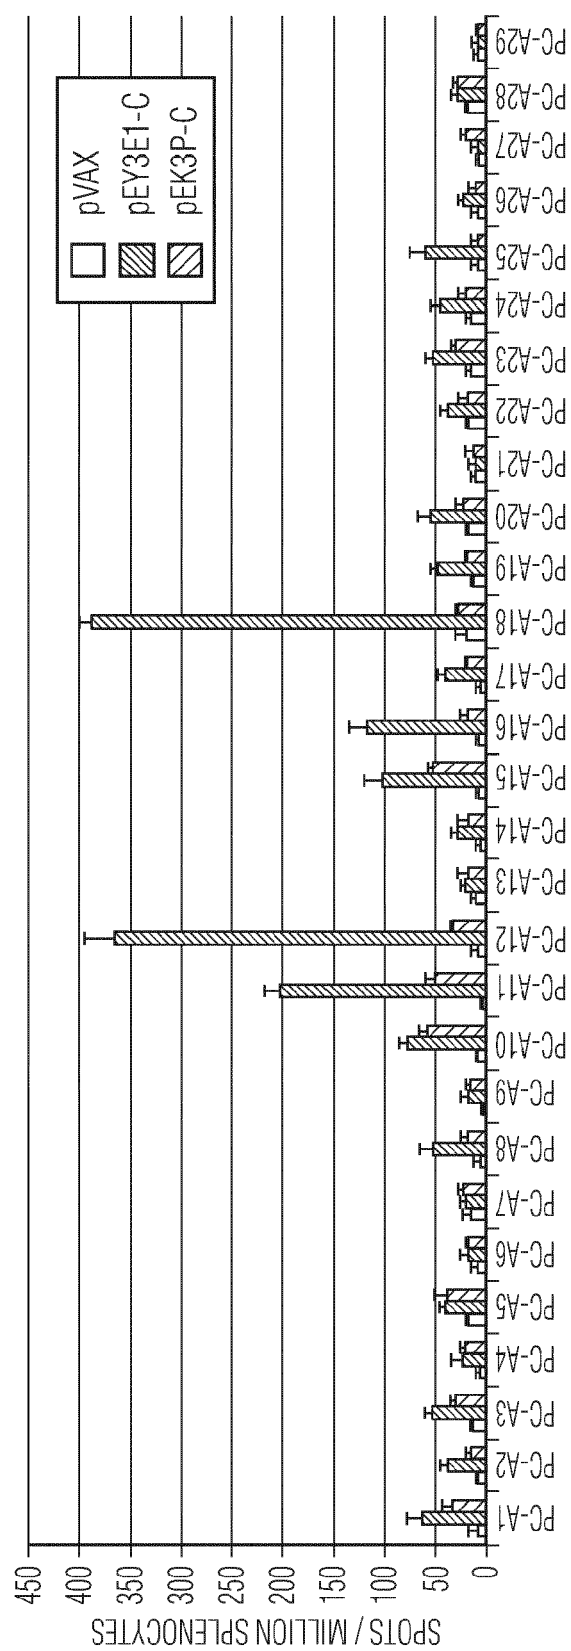 SPOTS / MILLION SPLENOCYTES
450
400
350
300
250
200
150
100
50
0
pVAX
pEY3E1-C
pEK3P-C
PC-A1
PC-A2
PC-A3
PC-A4
PC-A5
PC-A6
PC-A7
PC-A8
PC-A9
PC-A10
PC-A11
PC-A12
PC-A13
PC-A14
PC-A15
PC-A16
PC-A17
PC-A18
PC-A19
PC-A20
PC-A21
PC-A22
PC-A23
PC-A24
PC-A25
PC-A26
PC-A27
PC-A28
PC-A29